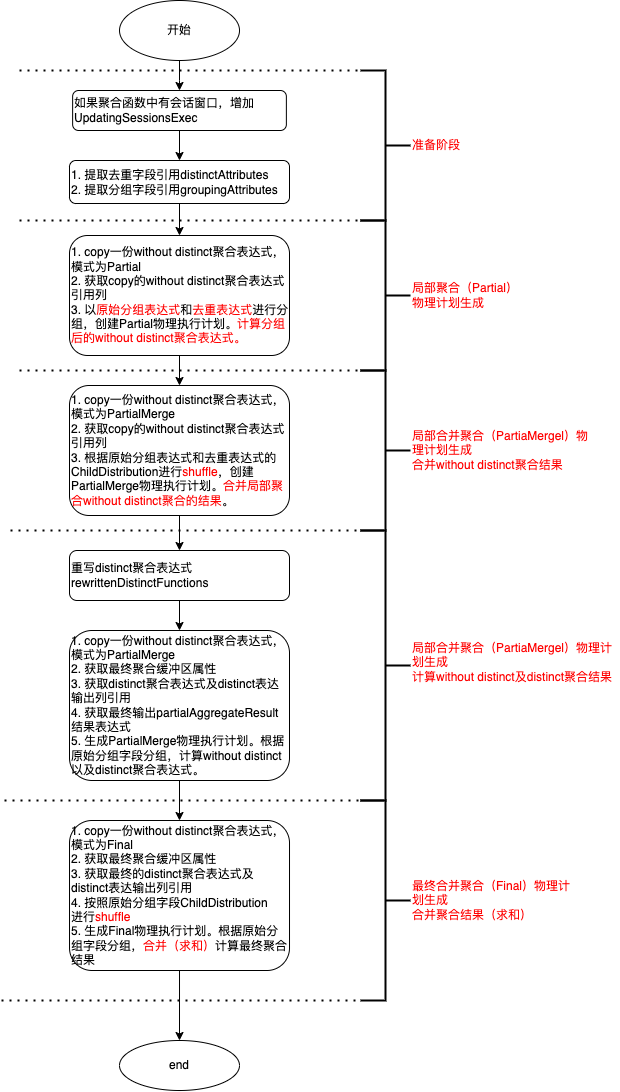 开始
如果聚合函数中有会话窗口，增加
UpdatingSessionsExec
准备阶段
1. 提取去重字段引用distinctAttributes
2. 提取分组字段引用groupingAttributes
1. copy一份without distinct聚合表达式，
模式为Partial
2. 获取copy的without distinct聚合表达式
引用列
3. 以原始分组表达式和去重表达式进行分
组，创建Partial物理执行计划。计算分组
后的without distinct聚合表达式。
局部聚合（Partial）
物理计划生成
1. copy一份without distinct聚合表达式，
模式为PartialMerge
2. 获取copy的without distinct聚合表达式
引用列
3. 根据原始分组表达式和去重表达式的
ChildDistribution进行shuffle，创建
PartialMerge物理执行计划。合并局部聚
合without distinct聚合的结果。
局部合并聚合（PartiaMergel）物
理计划生成
合并without distinct聚合结果
重写distinct聚合表达式
rewrittenDistinctFunctions
1. copy一份without distinct聚合表达式，
模式为PartialMerge
2. 获取最终聚合缓冲区属性
3. 获取distinct聚合表达式及distinct表达
输出列引用
4. 获取最终输出partialAggregateResult
结果表达式
5. 生成PartialMerge物理执行计划。根据
原始分组字段分组，计算without distinct
以及distinct聚合表达式。
局部合并聚合（PartiaMergel）物理计
划生成
计算without distinct及distinct聚合结果
1. copy一份without distinct聚合表达式，
模式为Final
2. 获取最终聚合缓冲区属性
3. 获取最终的distinct聚合表达式及
distinct表达输出列引用
4. 按照原始分组字段ChildDistribution
进行shuffle
5. 生成Final物理执行计划。根据原始分
组字段分组，合并（求和）计算最终聚合
结果
最终合并聚合（Final）物理计
划生成
合并聚合结果（求和）
end